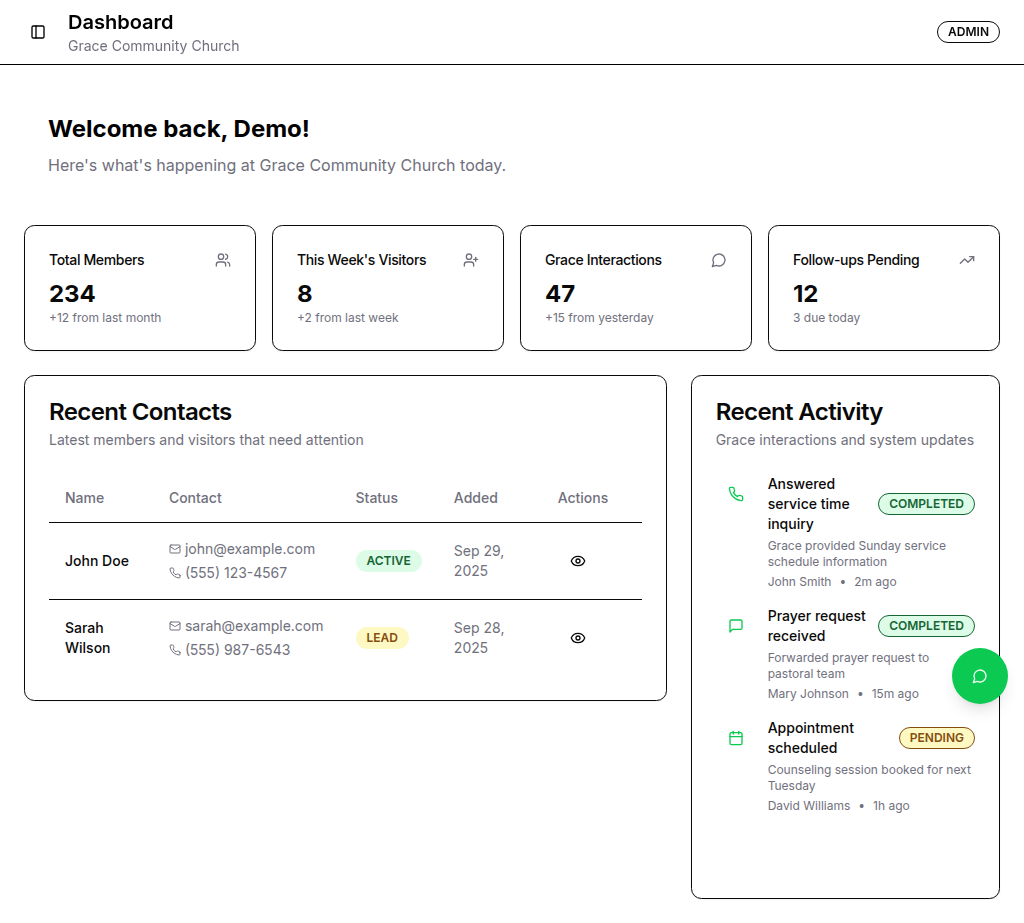 Dashboard
Grace Community Church
ADMIN
Welcome back, Demo!
Here's what's happening at Grace Community Church today.
Total Members
234
+12 from last month
This Week's Visitors
8
+2 from last week
Grace Interactions
47
+15 from yesterday
Follow-ups Pending
12
3 due today
Recent Contacts
Latest members and visitors that need attention
Name Contact Status Added Actions
John Doe
john@example.com
(555) 123-4567
ACTIVE
Sep 29,
2025
Sarah
Wilson
sarah@example.com
(555) 987-6543
LEAD
Sep 28,
2025
Recent Activity
Grace interactions and system updates
Answered
service time
inquiry
COMPLETED
Grace provided Sunday service
schedule information
John Smith • 2m ago
Prayer request
received
COMPLETED
Forwarded prayer request to
pastoral team
Mary Johnson • 15m ago
Appointment
scheduled
PENDING
Counseling session booked for next
Tuesday
David Williams • 1h ago